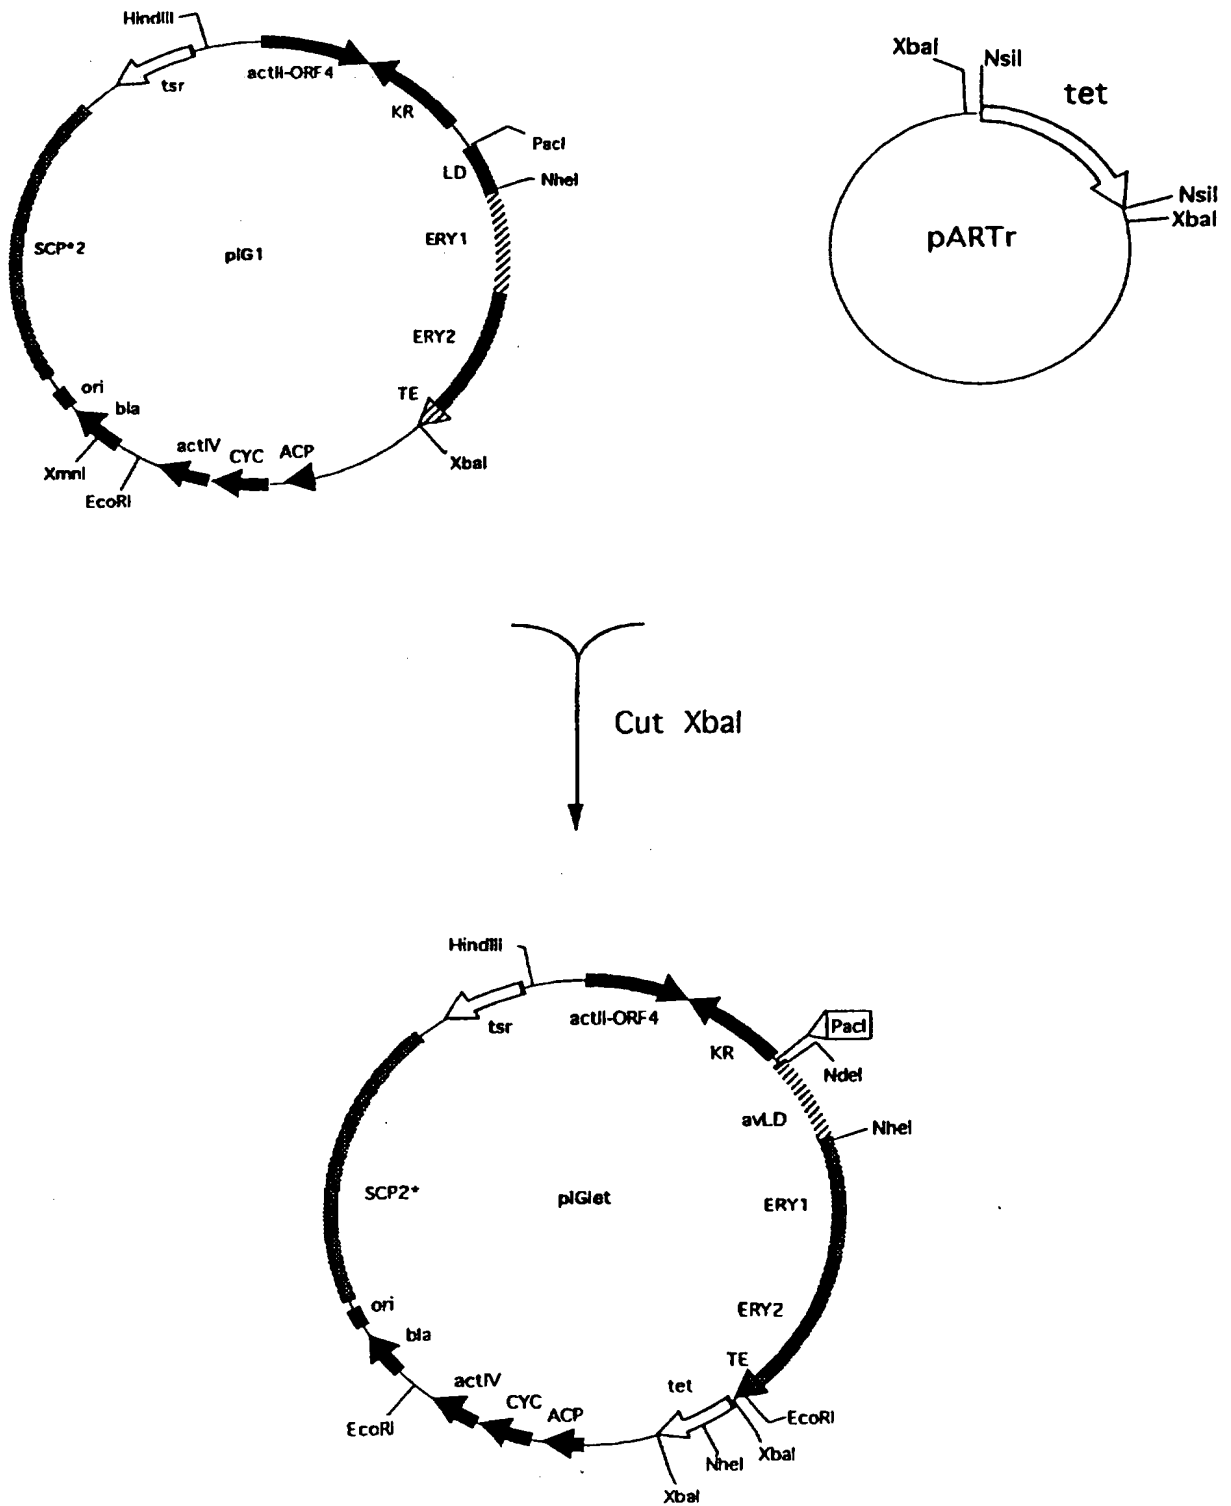 HindIII
actII-ORF4
tsr
KR
PacI
LD
NheI
SCP*2
pIG1
ERY1
ERY2
TE
ori
bla
actIV
CYC
ACP
XbaI
XmnI
EcoRI
XbaI
NsiI
tet
NsiI
XbaI
pARTr
Cut XbaI
HindIII
tsr
actII-ORF4
PacI
KR
NdeI
avLD
NheI
SCP2*
pIGlet
ERY1
ori
ERY2
bla
TE
actIV
tet
CYC
ACP
EcoRI
EcoRI
XbaI
NheI
XbaI